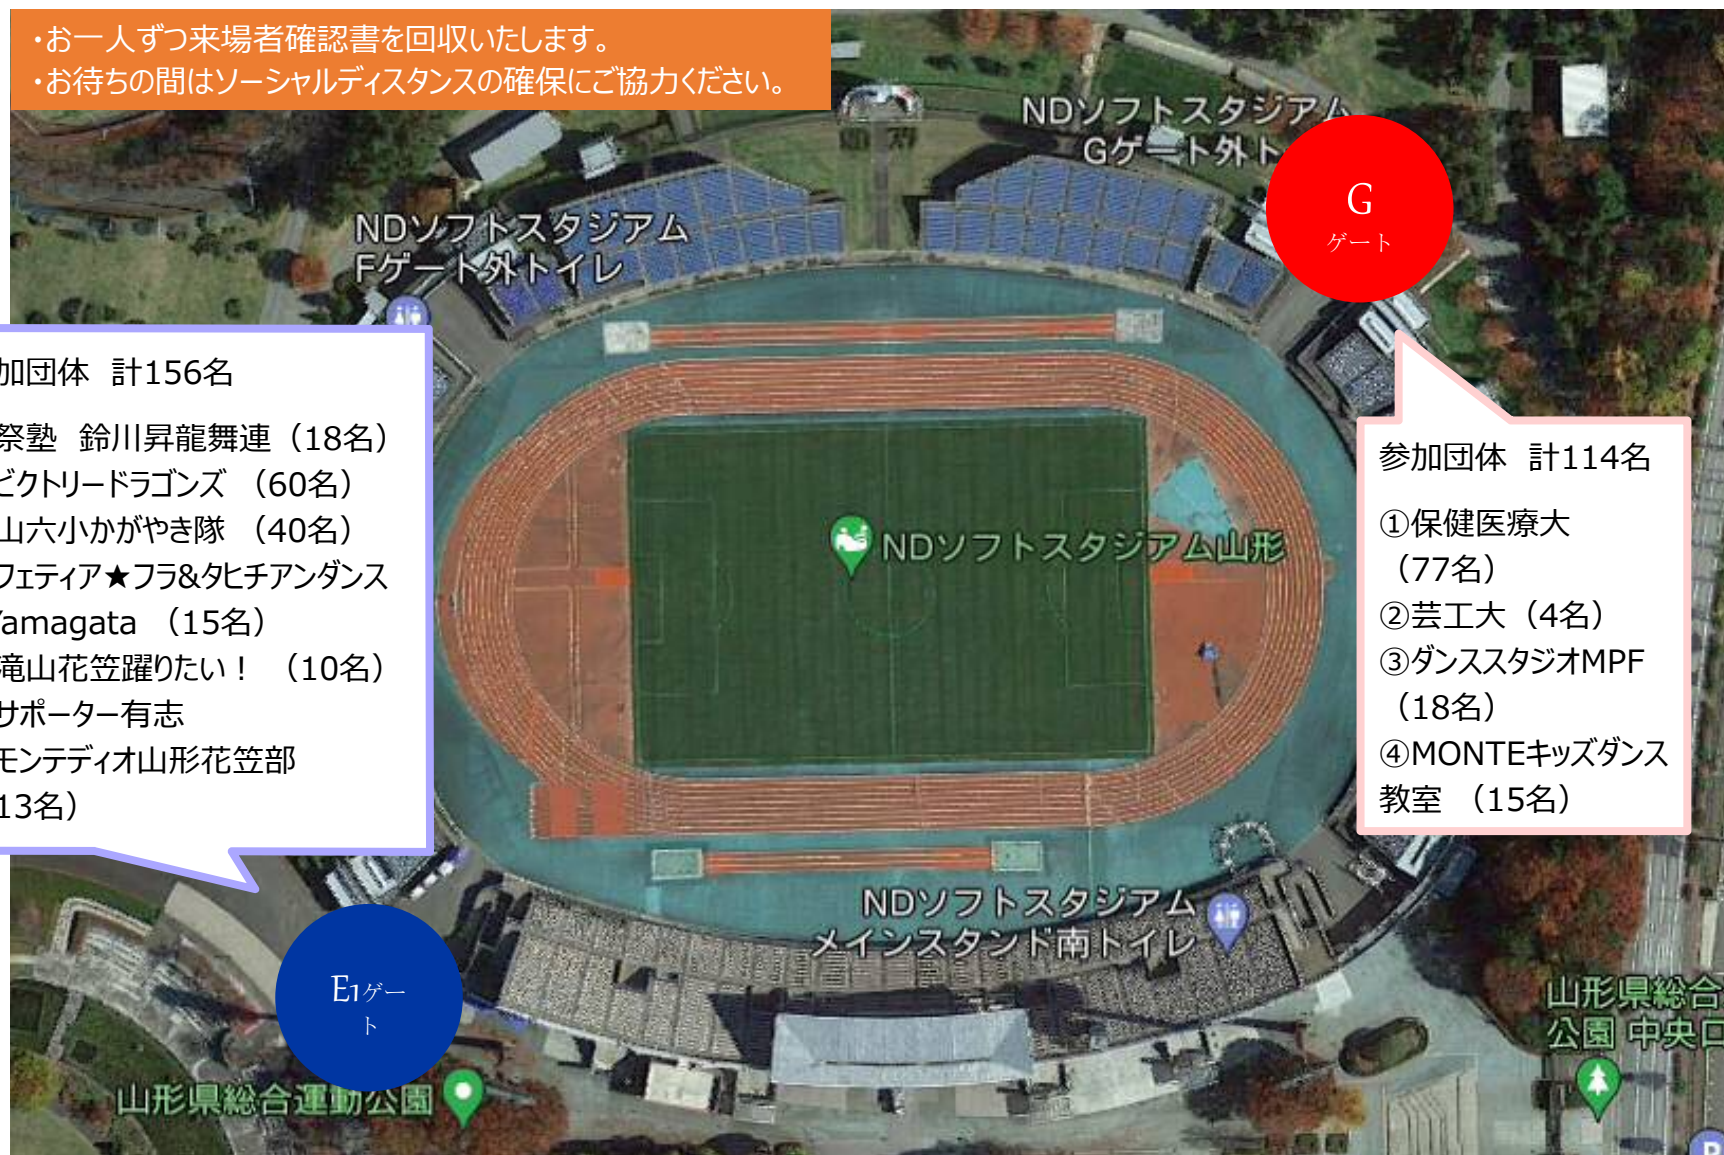 ・お一人ずつ来場者確認書を回収いたします。
・お待ちの間はソーシャルディスタンスの確保にご協力ください。
NDソフトスタジアム
Gゲート外ト
G
ゲート
NDソフトスタジアム
Fゲート外トイレ
加団体 計156名
祭塾 鈴川昇龍舞連（18名）
ビクトリードラゴンズ （60名）
山六小かがやき隊 （40名）
フェティア★フラ&タヒチアンダンス
Yamagata （15名）
滝山花笠躍りたい！ （10名）
サポーター有志
モンテディオ山形花笠部
13名）
参加団体 計114名
①保健医療大
（77名）
②芸工大（4名）
③ダンススタジオMPF
（18名）
④MONTEキッズダンス
教室 （15名）
NDソフトスタジアム山形
NDソフトスタジアム
メインスタンド南トイレ
E1ゲー
ト
山形県総合運動公園
山形県総合
公園 中央口
P